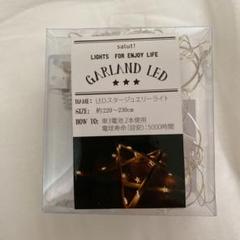 salut!
LIGHTS FOR ENJOY LIFE
GARLAND LED
NAME: LEDスタージュエリーライト
SIZE: 約220～230cm
HOW TO: 単3電池2本使用
電球寿命(目安):5000時間